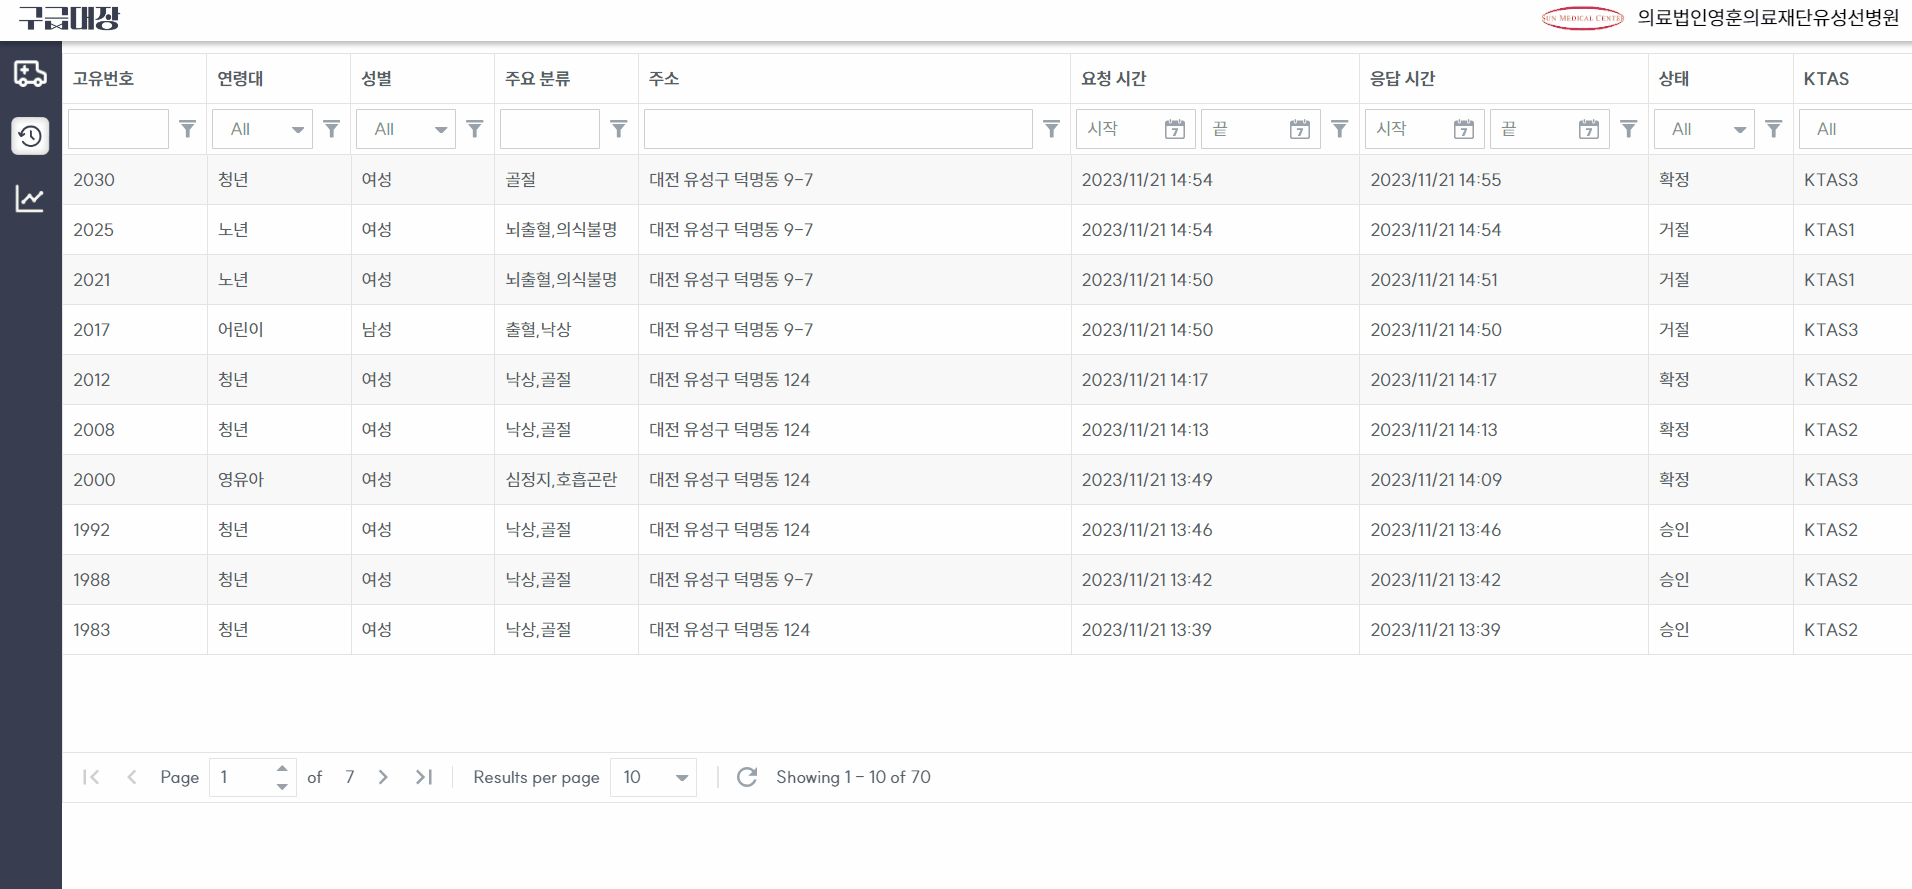 구급대장
SUN MEDICAL CENTER 의료법인영훈의료재단유성선병원
고유번호 연령대 성별 주요 분류 주소 요청 시간 응답 시간 상태 KTAS
All All 시작 7 끝 7 시작 7 끝 7 All All
2030 청년 여성 골절 대전 유성구 덕명동 9-7 2023/11/21 14:54 2023/11/21 14:55 확정 KTAS3
2025 노년 여성 뇌출혈,의식불명 대전 유성구 덕명동 9-7 2023/11/21 14:54 2023/11/21 14:54 거절 KTAS1
2021 노년 여성 뇌출혈,의식불명 대전 유성구 덕명동 9-7 2023/11/21 14:50 2023/11/21 14:51 거절 KTAS1
2017 어린이 남성 출혈,낙상 대전 유성구 덕명동 9-7 2023/11/21 14:50 2023/11/21 14:50 거절 KTAS3
2012 청년 여성 낙상,골절 대전 유성구 덕명동 124 2023/11/21 14:17 2023/11/21 14:17 확정 KTAS2
2008 청년 여성 낙상,골절 대전 유성구 덕명동 124 2023/11/21 14:13 2023/11/21 14:13 확정 KTAS2
2000 영유아 여성 심정지,호흡곤란 대전 유성구 덕명동 124 2023/11/21 13:49 2023/11/21 14:09 확정 KTAS3
1992 청년 여성 낙상,골절 대전 유성구 덕명동 124 2023/11/21 13:46 2023/11/21 13:46 승인 KTAS2
1988 청년 여성 낙상,골절 대전 유성구 덕명동 9-7 2023/11/21 13:42 2023/11/21 13:42 승인 KTAS2
1983 청년 여성 낙상,골절 대전 유성구 덕명동 124 2023/11/21 13:39 2023/11/21 13:39 승인 KTAS2
Page 1 of 7 Results per page 10 Showing 1 - 10 of 70